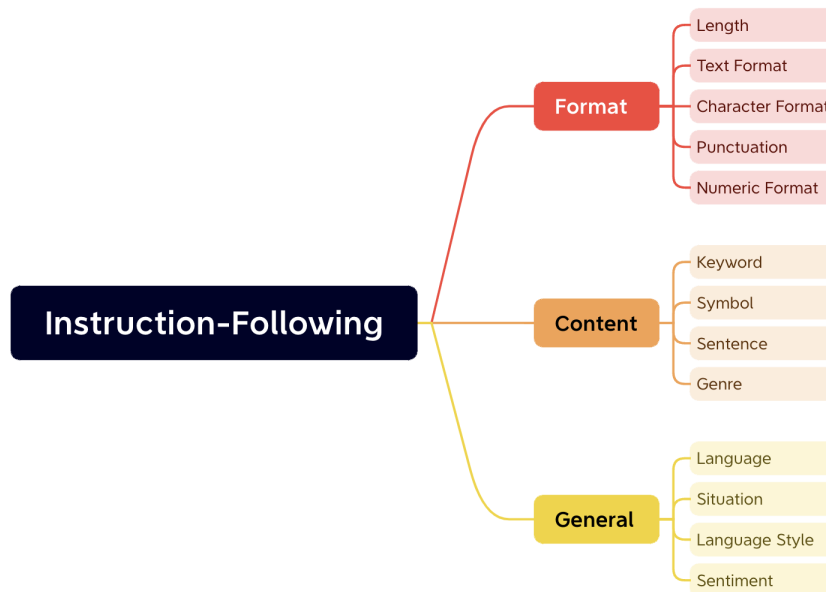 Instruction-Following
Format
Length
Text Format
Character Format
Punctuation
Numeric Format
Content
Keyword
Symbol
Sentence
Genre
General
Language
Situation
Language Style
Sentiment